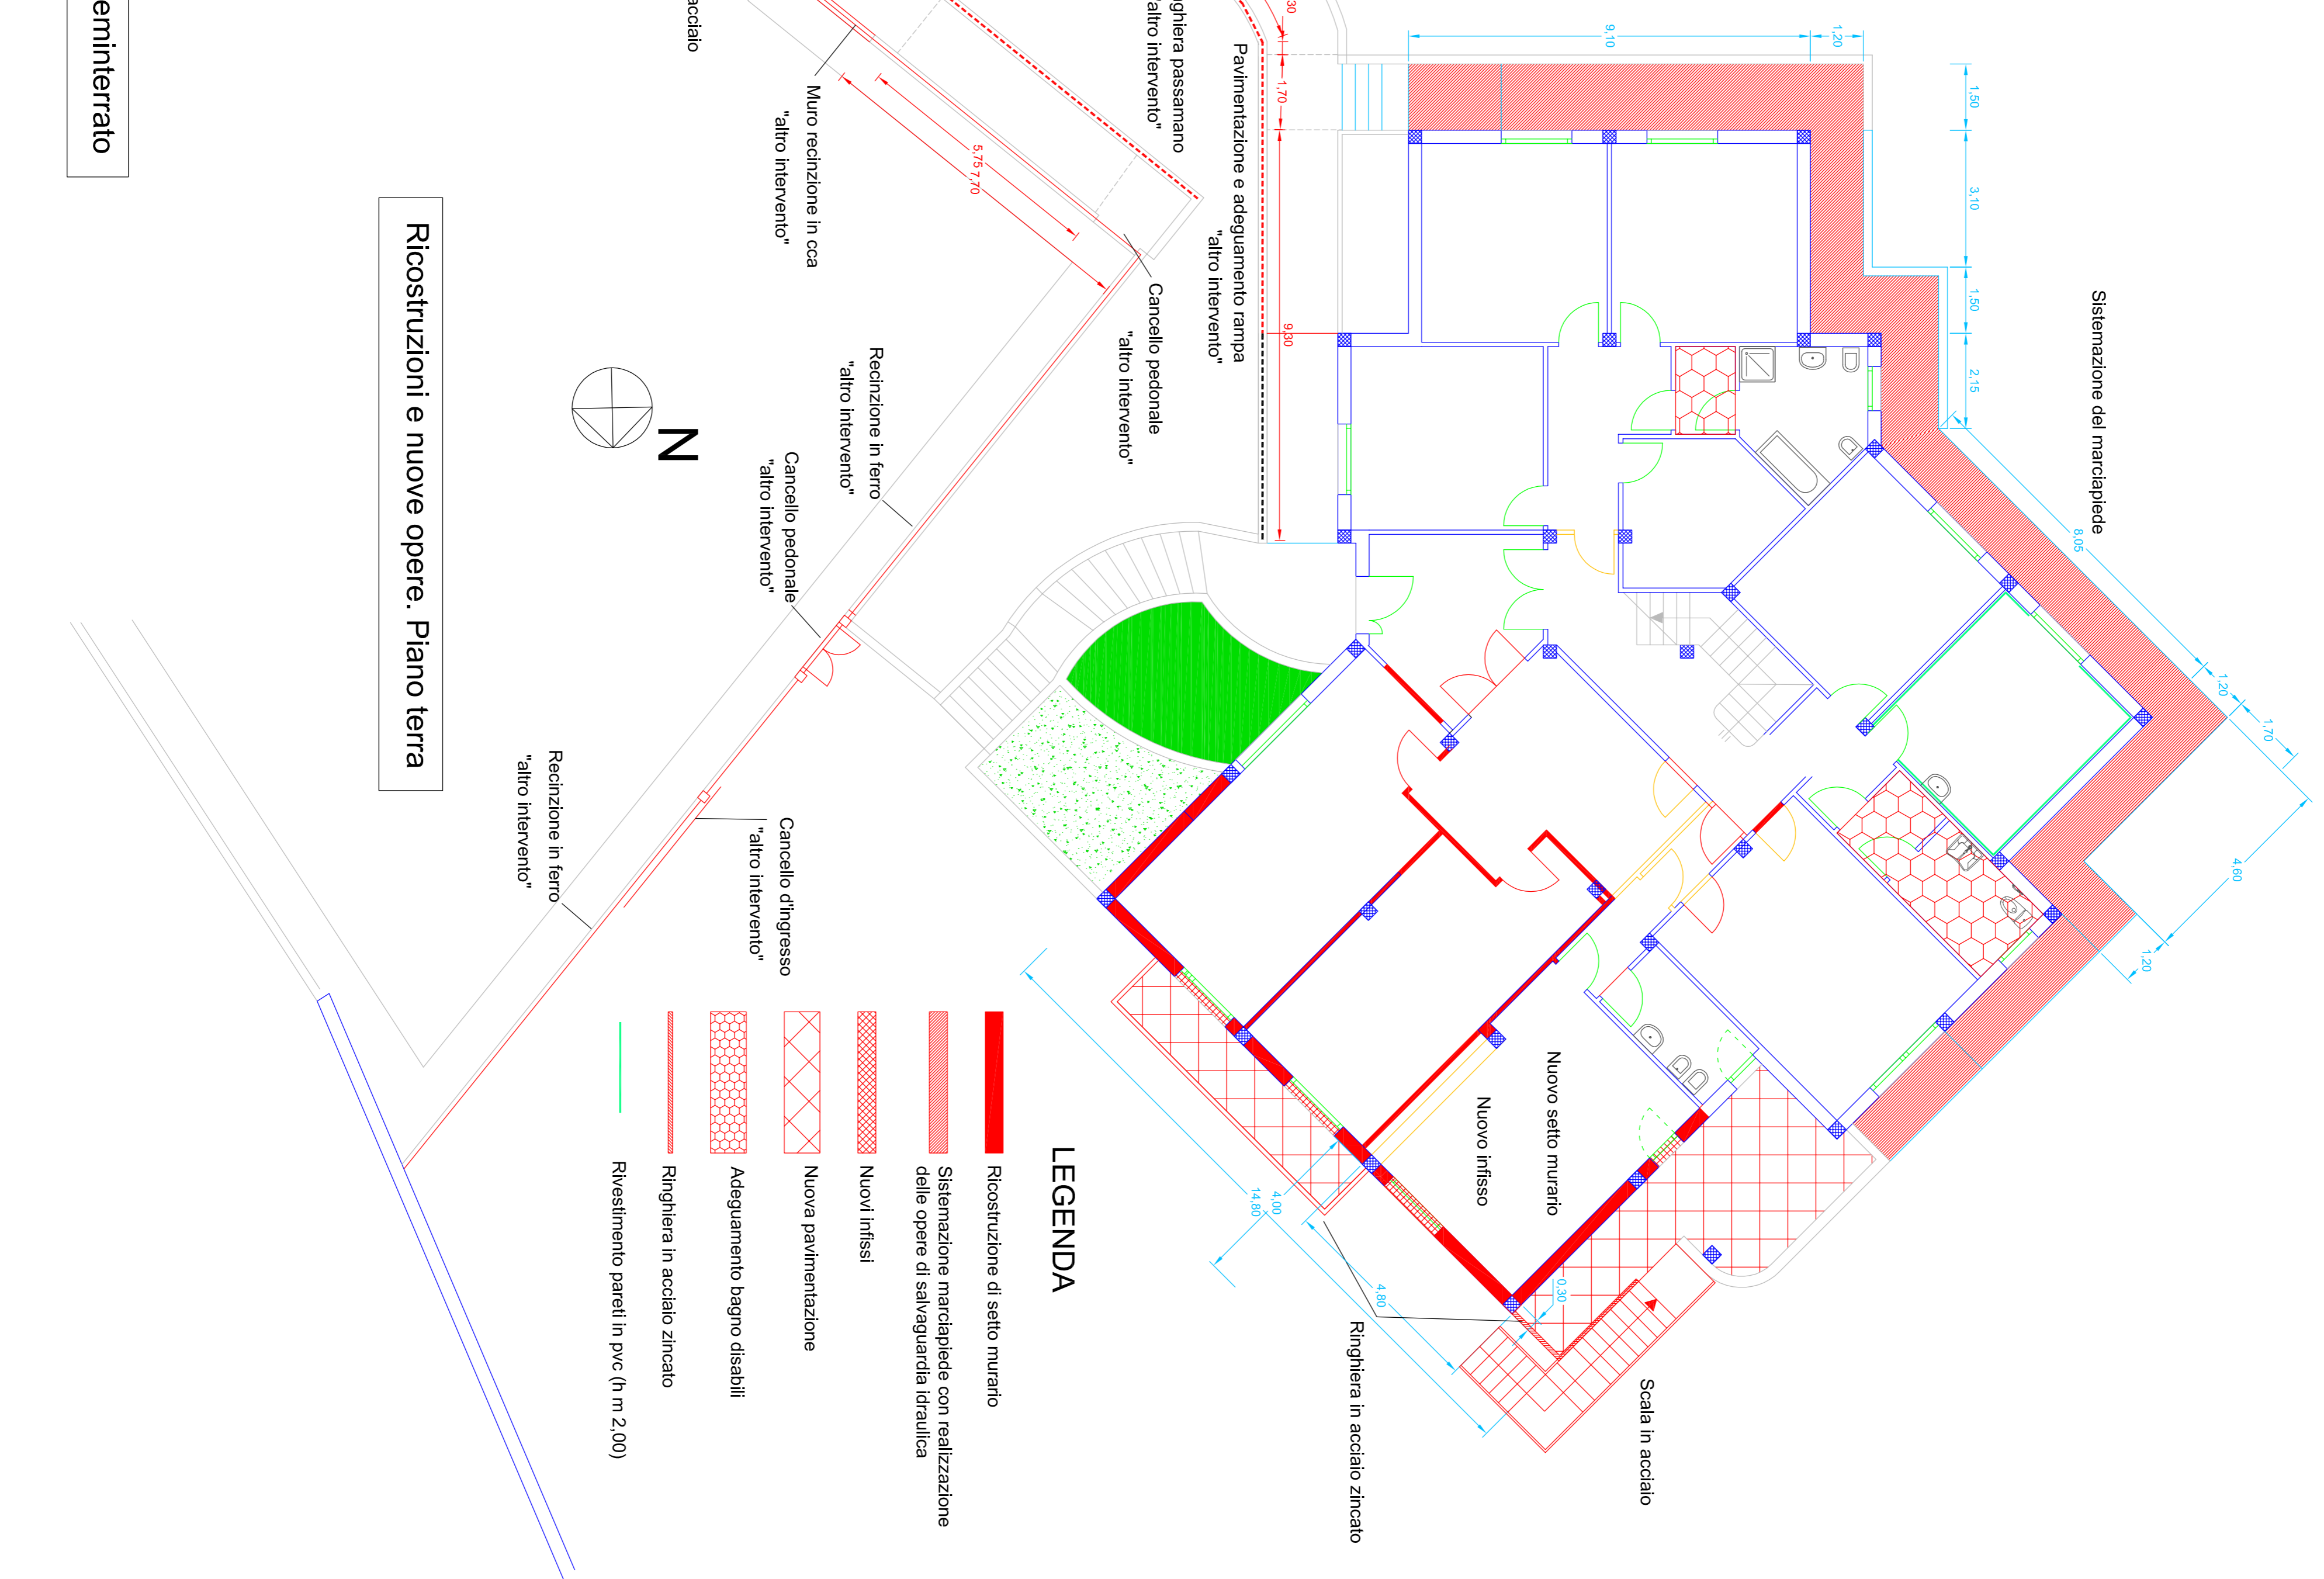 Sistemazione del marciapiede
1,20
9,10
1,50
3,10
1,50
2,15
8,05
1,20
1,70
4,60
1,20
30
1,70
9,30
Pavimentazione e adeguamento rampa
"altro intervento"
ghiera passamano
"altro intervento"
Cancello pedonale
"altro intervento"
5,75
7,70
Muro recinzione in cca
"altro intervento"
acciaio
Recinzione in ferro
"altro intervento"
Cancello pedonale
"altro intervento"
N
Cancello d'ingresso
"altro intervento"
Recinzione in ferro
"altro intervento"
Nuovo setto murario
Nuovo infisso
0,30
4,80
4,00
14,80
Scala in acciaio
Ringhiera in acciaio zincato
LEGENDA
Ricostruzione di setto murario
Sistemazione marciapiede con realizzazione
delle opere di salvaguardia idraulica
Nuovi infissi
Nuova pavimentazione
Adeguamento bagno disabili
Ringhiera in acciaio zincato
Rivestimento pareti in pvc (h m 2,00)
Ricostruzioni e nuove opere. Piano terra
eminterrato